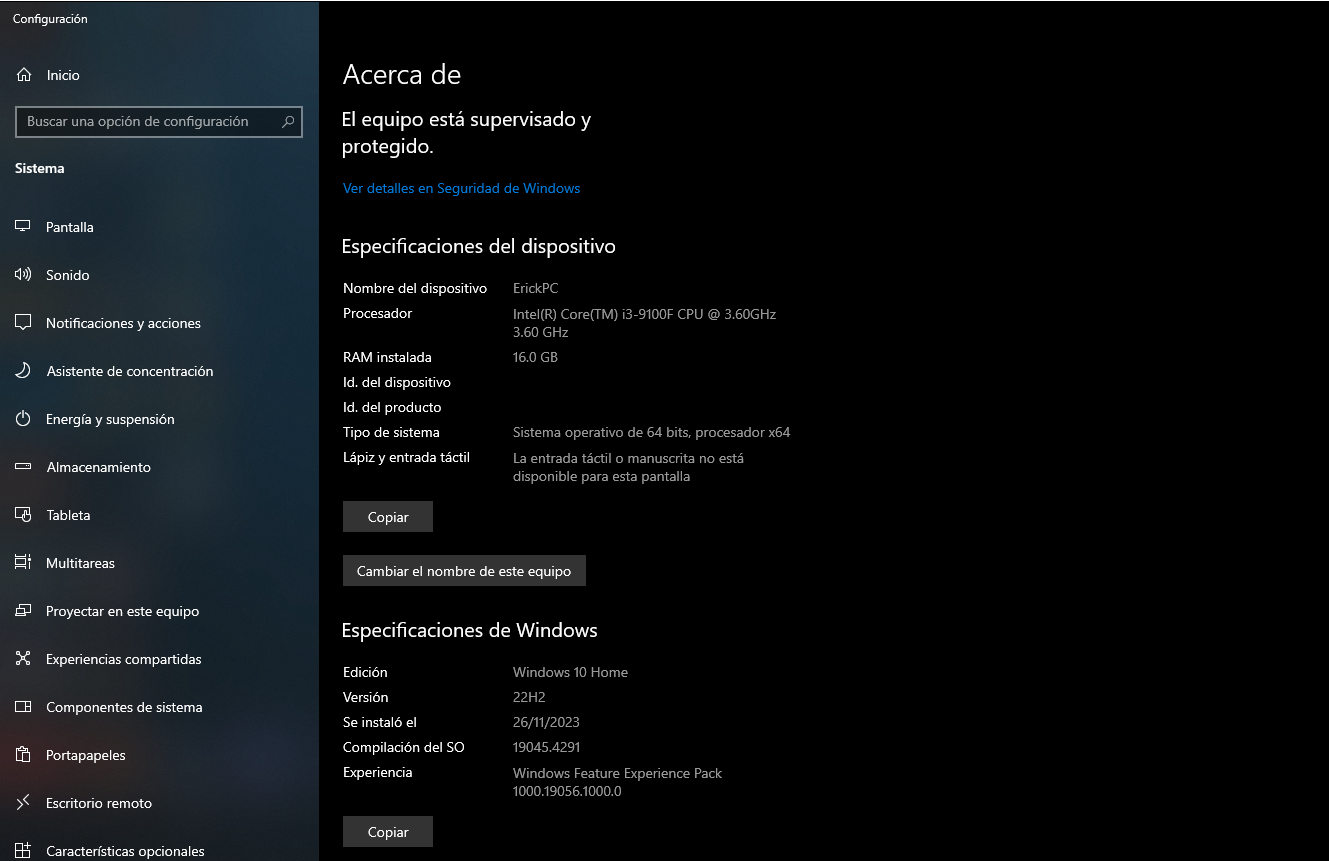 Configuración
Inicio
Buscar una opción de configuración
Sistema
Pantalla
Sonido
Notificaciones y acciones
Asistente de concentración
Energía y suspensión
Almacenamiento
Tableta
Multitareas
Proyectar en este equipo
Experiencias compartidas
Componentes de sistema
Portapapeles
Escritorio remoto
Características opcionales
Acerca de
El equipo está supervisado y
protegido.
Ver detalles en Seguridad de Windows
Especificaciones del dispositivo
Nombre del dispositivo ErickPC
Procesador Intel(R) Core(TM) i3-9100F CPU @ 3.60GHz
3.60 GHz
RAM instalada 16.0 GB
Id. del dispositivo
Id. del producto
Tipo de sistema Sistema operativo de 64 bits, procesador x64
Lápiz y entrada táctil La entrada táctil o manuscrita no está
disponible para esta pantalla
Copiar
Cambiar el nombre de este equipo
Especificaciones de Windows
Edición Windows 10 Home
Versión 22H2
Se instaló el 26/11/2023
Compilación del SO 19045.4291
Experiencia Windows Feature Experience Pack
1000.19056.1000.0
Copiar